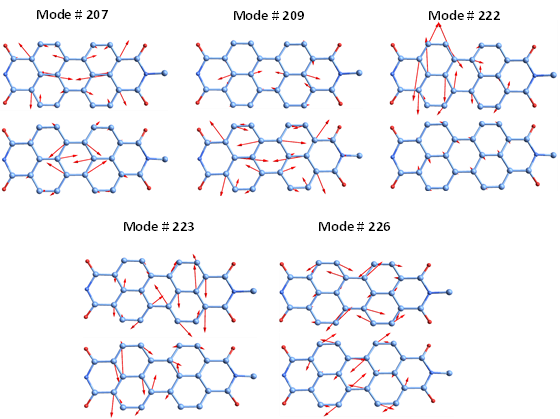 Mode # 207
Mode # 209
Mode # 222
Mode # 223
Mode # 226